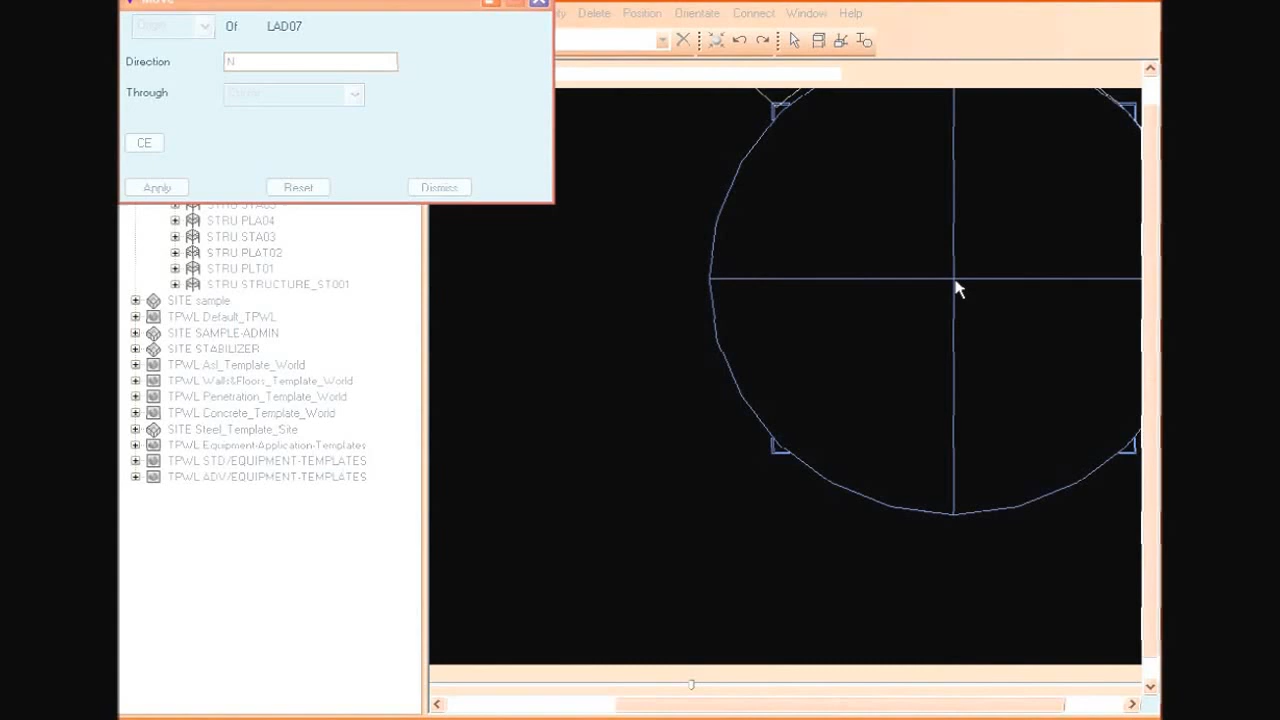 Move
Delete Position Orientate Connect Window Help
Origin Of LAD07
Direction N
Through
CE
Apply Reset Dismiss
STRU PLA04
STRU STA03
STRU PLAT02
STRU PLT01
STRU STRUCTURE_ST001
SITE sample
TPWL Default_TPWL
SITE SAMPLE-ADMIN
SITE STABILIZER
TPWL Asl_Template_World
TPWL Walls&Floors_Template_World
TPWL Penetration_Template_World
TPWL Concrete_Template_World
SITE Steel_Template_Site
TPWL Equipment-Application-Templates
TPWL STD/EQUIPMENT-TEMPLATES
TPWL ADV/EQUIPMENT-TEMPLATES